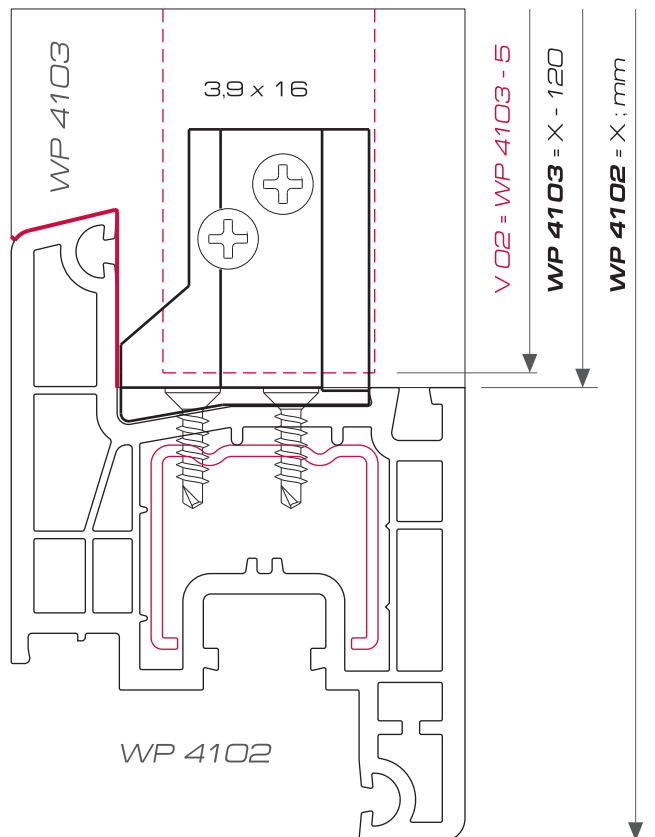 WP 4103
3,9 x 16
V 02 = WP 4103 - 5
WP 4103 = X - 120
WP 4102 = X ; mm
WP 4102